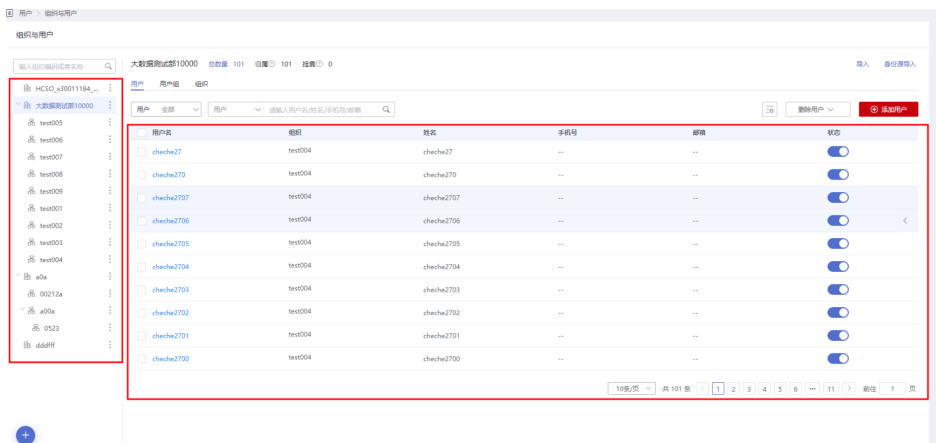 用户 > 组织与用户
组织与用户
输入组织编码或者名称
HCSO_x30011184_...
大数据测试部10000
test005
test006
test007
test008
test009
test001
test002
test003
test004
a0a
00212a
a00a
0523
dddfff
大数据测试部10000 总数量 101 归属 101 挂靠 0 导入 身份源导入
用户 用户组 组织
用户 全部 用户 请输入用户名/姓名/手机号/邮箱 删除用户 添加用户
用户名 组织 姓名 手机号 邮箱 状态
cheche27 test004 cheche27 -- --
cheche270 test004 cheche270 -- --
cheche2707 test004 cheche2707 -- --
cheche2706 test004 cheche2706 -- --
cheche2705 test004 cheche2705 -- --
cheche2704 test004 cheche2704 -- --
cheche2703 test004 cheche2703 -- --
cheche2702 test004 cheche2702 -- --
cheche2701 test004 cheche2701 -- --
cheche2700 test004 cheche2700 -- --
10条/页 共 101 条 < 1 2 3 4 5 6 ... 11 > 前往 1 页